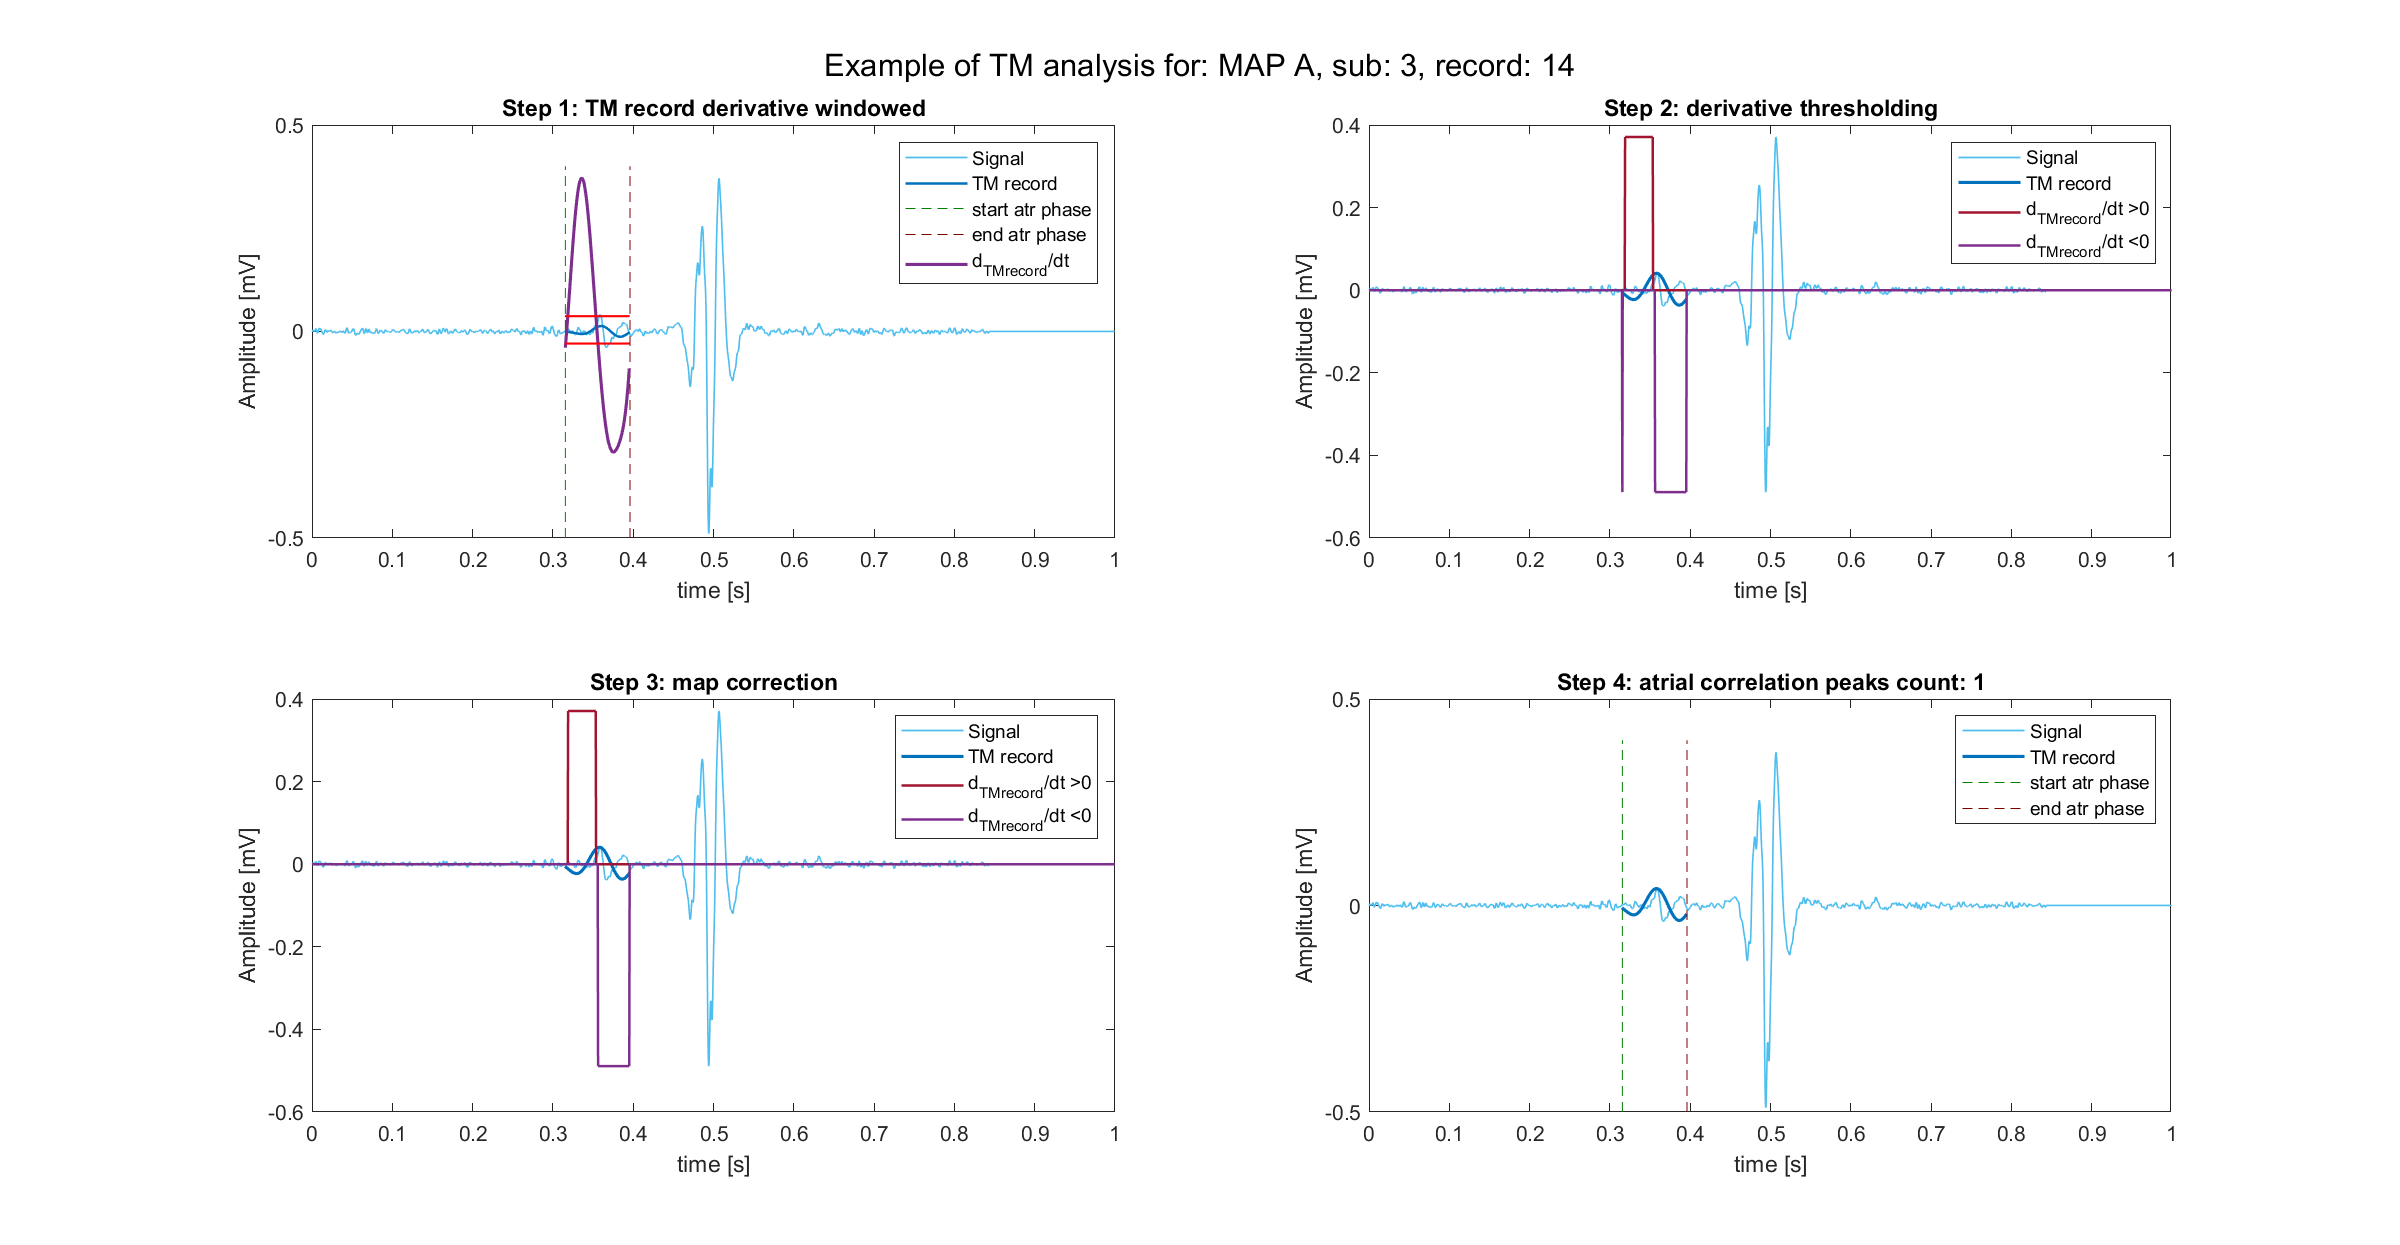 Example of TM analysis for: MAP A, sub: 3, record: 14
Step 1: TM record derivative windowed
0.5
0
-0.5
Amplitude [mV]
0 0.1 0.2 0.3 0.4 0.5 0.6 0.7 0.8 0.9 1
time [s]
Signal
TM record
start atr phase
end atr phase
dTMrecord/dt
Step 2: derivative thresholding
0.4
0.2
0
-0.2
-0.4
-0.6
Amplitude [mV]
0 0.1 0.2 0.3 0.4 0.5 0.6 0.7 0.8 0.9 1
time [s]
Signal
TM record
dTMrecord/dt >0
dTMrecord/dt <0
Step 3: map correction
0.4
0.2
0
-0.2
-0.4
-0.6
Amplitude [mV]
0 0.1 0.2 0.3 0.4 0.5 0.6 0.7 0.8 0.9 1
time [s]
Signal
TM record
dTMrecord/dt >0
dTMrecord/dt <0
Step 4: atrial correlation peaks count: 1
0.5
0
-0.5
Amplitude [mV]
0 0.1 0.2 0.3 0.4 0.5 0.6 0.7 0.8 0.9 1
time [s]
Signal
TM record
start atr phase
end atr phase